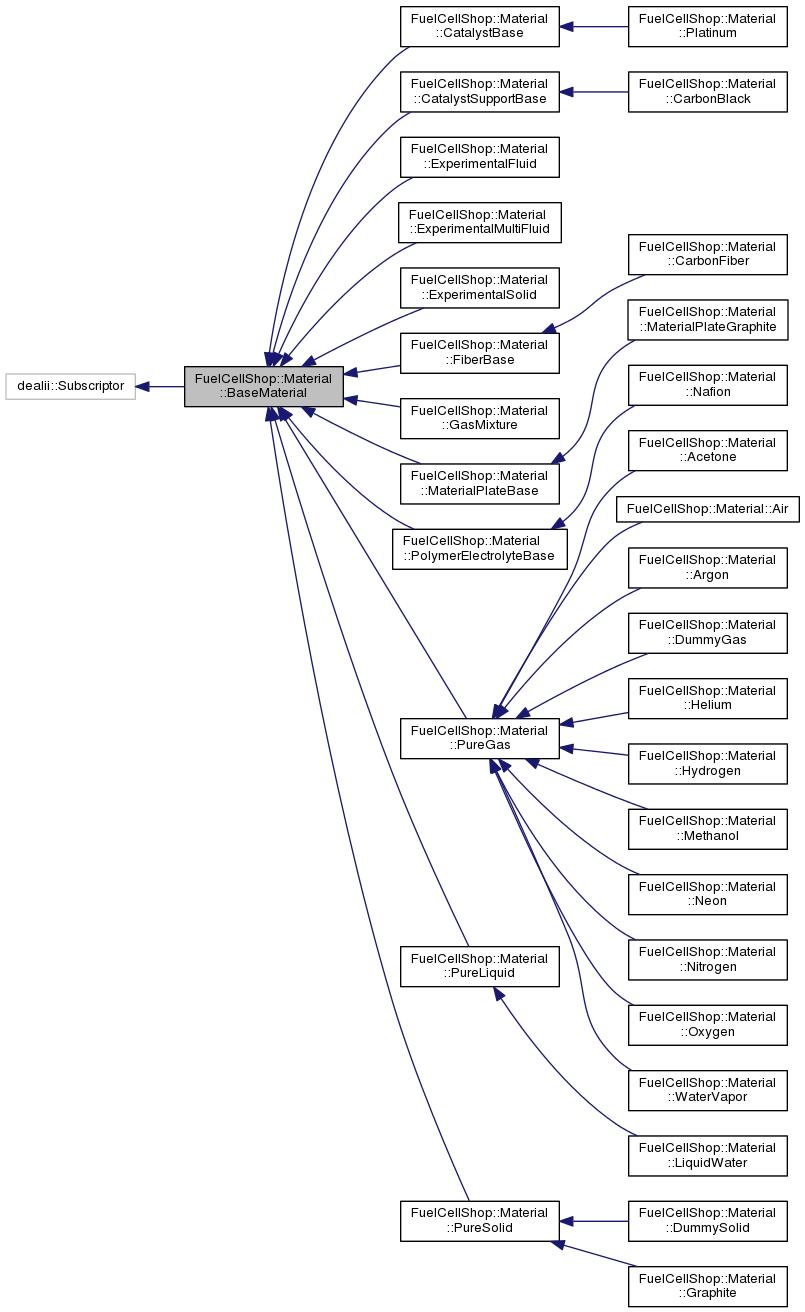 dealii::Subscriptor
FuelCellShop::Material
::BaseMaterial
FuelCellShop::Material
::CatalystBase
FuelCellShop::Material
::CatalystSupportBase
FuelCellShop::Material
::ExperimentalFluid
FuelCellShop::Material
::ExperimentalMultiFluid
FuelCellShop::Material
::ExperimentalSolid
FuelCellShop::Material
::FiberBase
FuelCellShop::Material
::GasMixture
FuelCellShop::Material
::MaterialPlateBase
FuelCellShop::Material
::PolymerElectrolyteBase
FuelCellShop::Material
::PureGas
FuelCellShop::Material
::PureLiquid
FuelCellShop::Material
::PureSolid
FuelCellShop::Material
::Platinum
FuelCellShop::Material
::CarbonBlack
FuelCellShop::Material
::CarbonFiber
FuelCellShop::Material
::MaterialPlateGraphite
FuelCellShop::Material
::Nafion
FuelCellShop::Material
::Acetone
FuelCellShop::Material::Air
FuelCellShop::Material
::Argon
FuelCellShop::Material
::DummyGas
FuelCellShop::Material
::Helium
FuelCellShop::Material
::Hydrogen
FuelCellShop::Material
::Methanol
FuelCellShop::Material
::Neon
FuelCellShop::Material
::Nitrogen
FuelCellShop::Material
::Oxygen
FuelCellShop::Material
::WaterVapor
FuelCellShop::Material
::LiquidWater
FuelCellShop::Material
::DummySolid
FuelCellShop::Material
::Graphite